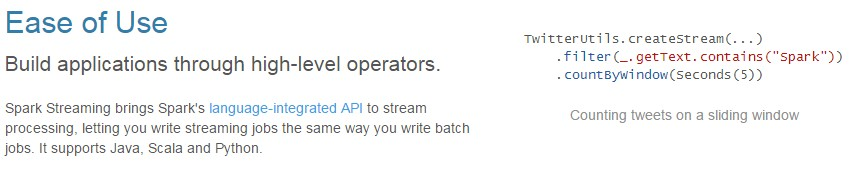 Ease of Use
Build applications through high-level operators.
Spark Streaming brings Spark's language-integrated API to stream
processing, letting you write streaming jobs the same way you write batch
jobs. It supports Java, Scala and Python.
TwitterUtils.createStream(...)
.filter(_.getText.contains("Spark"))
.countByWindow(Seconds(5))
Counting tweets on a sliding window